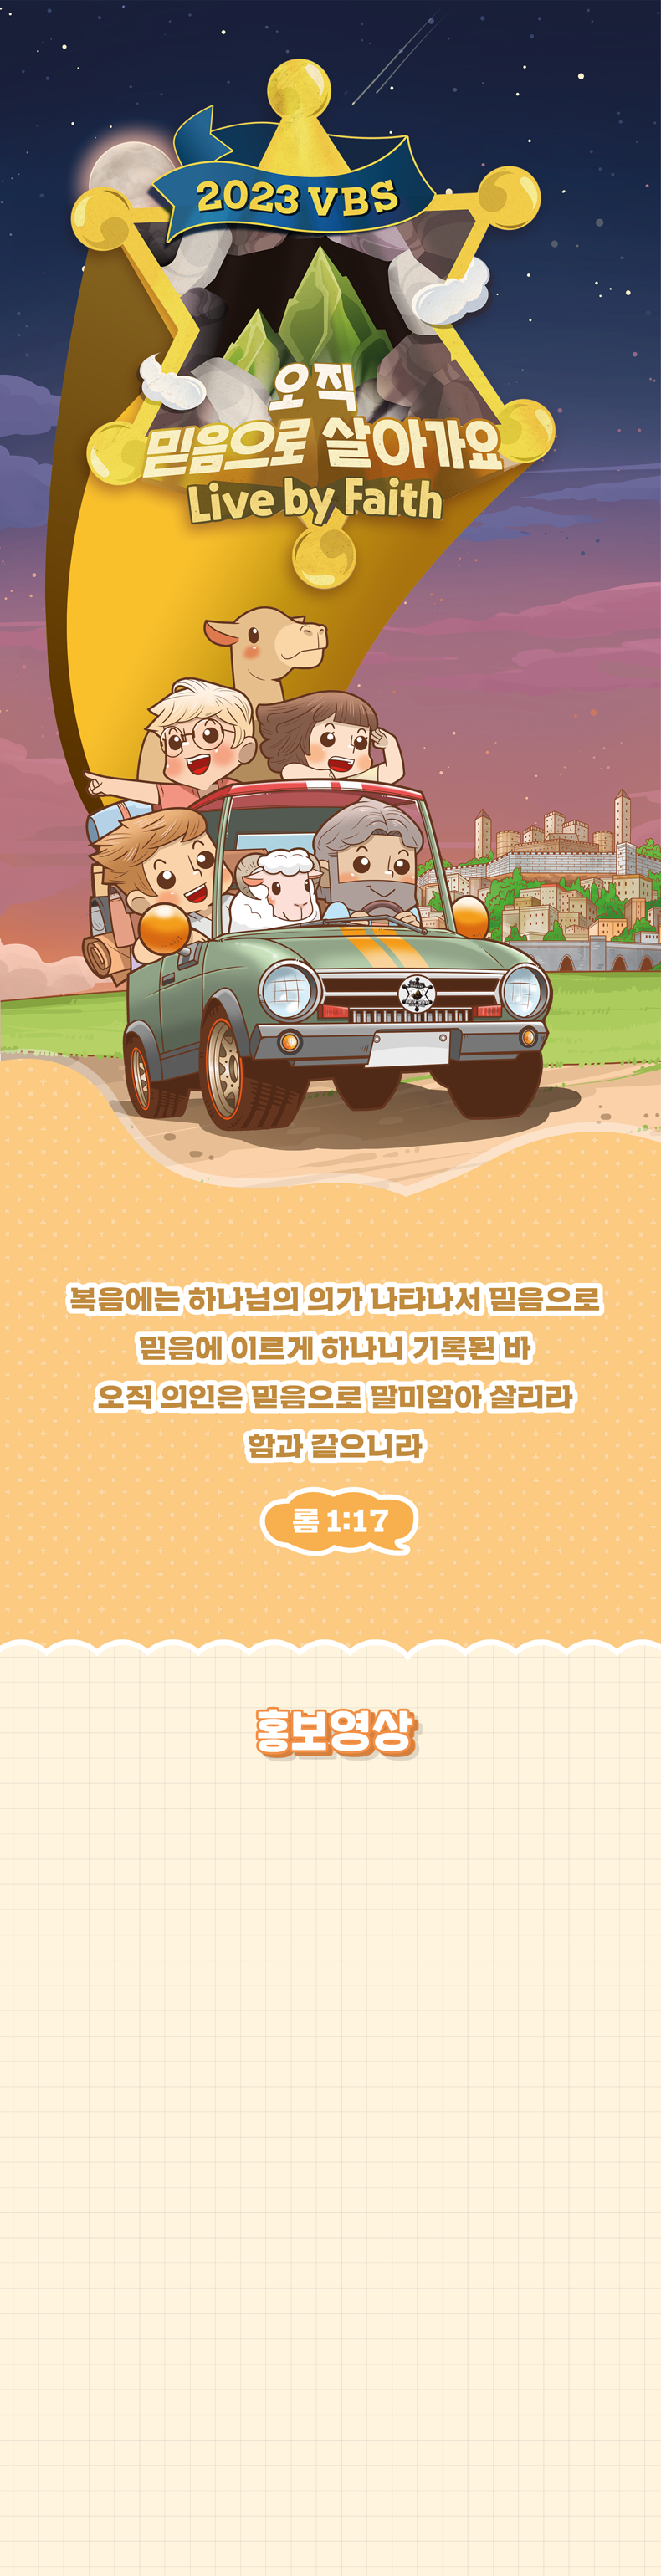 2023 VBS
오직
믿음으로 살아가요
Live by Faith
복음에는 하나님의 의가 나타나서 믿음으로
믿음에 이르게 하나니 기록된 바
오직 의인은 믿음으로 말미암아 살리라
함과 같으니라
롬 1:17
홍보영상